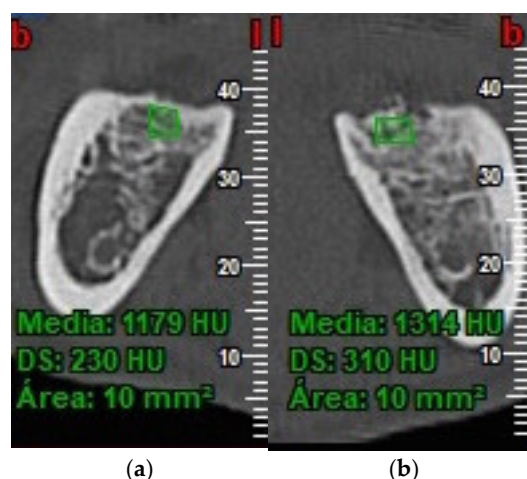 b l
40
30
20
10
Media: 1179 HU
DS: 230 HU
Área: 10 mm²
(a)
l b
40
30
20
10
Media: 1314 HU
DS: 310 HU
Área: 10 mm²
(b)